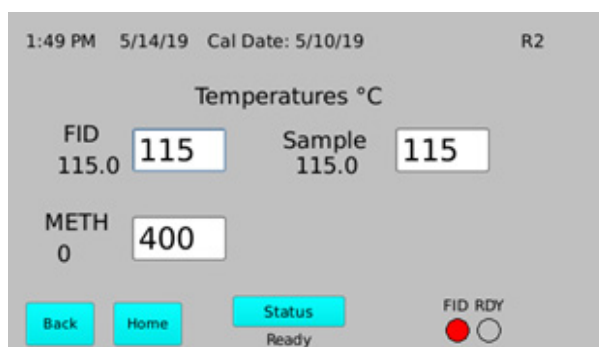 1:49 PM 5/14/19 Cal Date: 5/10/19 R2
Temperatures °C
FID
115.0
115
Sample
115.0
115
METH
0
400
Back
Home
Status
Ready
FID RDY